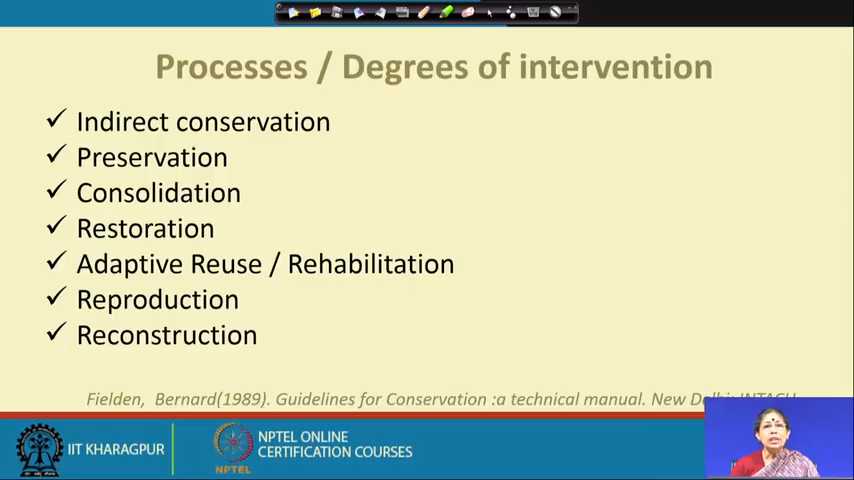 Processes / Degrees of intervention
✓ Indirect conservation
✓ Preservation
✓ Consolidation
✓ Restoration
✓ Adaptive Reuse / Rehabilitation
✓ Reproduction
✓ Reconstruction
Fielden, Bernard(1989). Guidelines for Conservation :a technical manual. New Delhi: INTACH
IIT KHARAGPUR
NPTEL
NPTEL ONLINE
CERTIFICATION COURSES